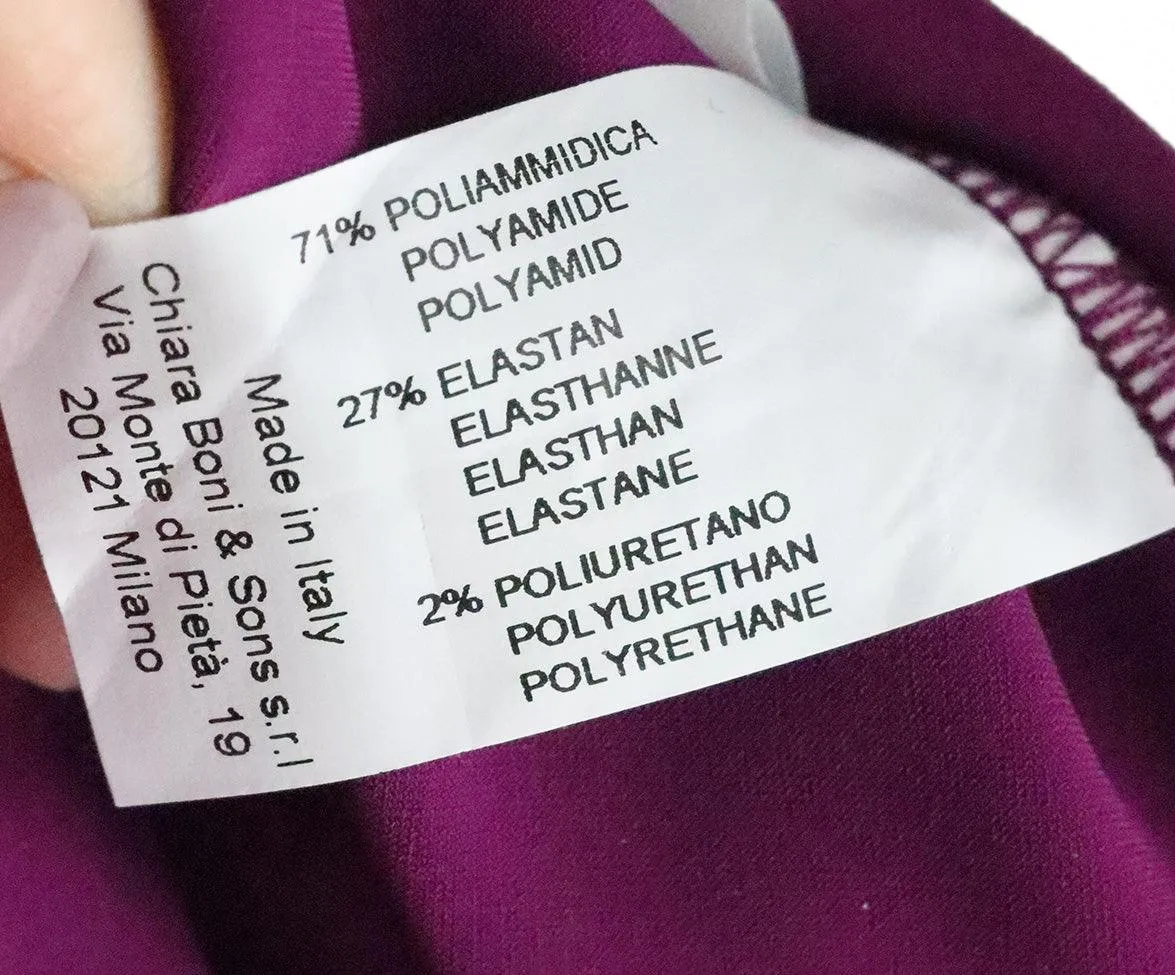 71% POLIAMMIDICA
POLYAMIDE
POLYAMID
27% ELASTAN
ELASTHANNE
ELASTHAN
ELASTANE
2% POLIURETANO
POLYURETHAN
POLYRETHANE
Made in Italy
Chiara Boni & Sons s.r.l
Via Monte di Pietà, 19
20121 Milano